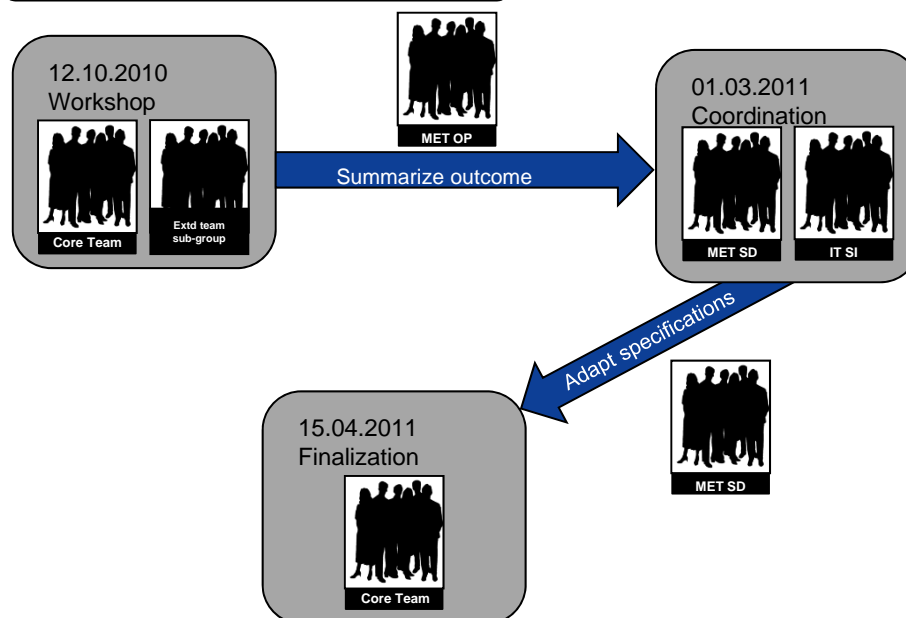 12.10.2010
Workshop
Core Team
Extd team
sub-group
MET OP
Summarize outcome
01.03.2011
Coordination
MET SD
IT SI
Adapt specifications
MET SD
15.04.2011
Finalization
Core Team